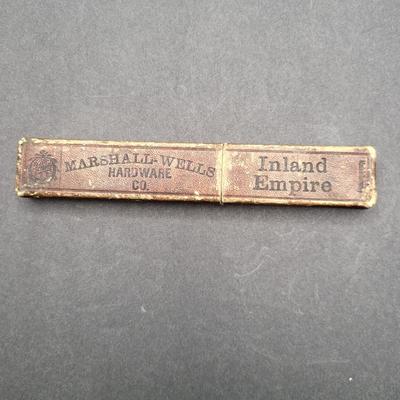 MARSHALL-WELLS
HARDWARE
CO.
Inland
Empire